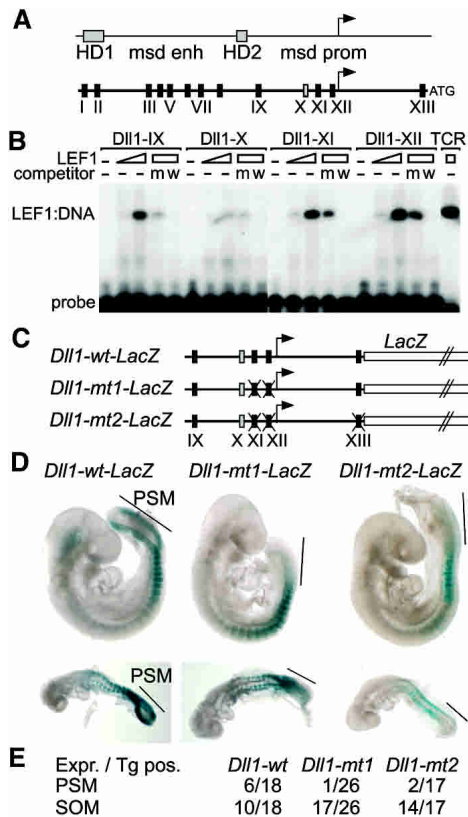 A
HD1 msd enh HD2 msd prom
I II III V VII IX X XI XII XIII ATG
B
Dll1-IX Dll1-X Dll1-XI Dll1-XII TCR
LEF1 - - - - 
competitor - - m w - - m w - - m w - - m w -
LEF1:DNA
probe
C
LacZ
Dll1-wt-LacZ
Dll1-mt1-LacZ
Dll1-mt2-LacZ
IX X XI XII XIII
D
Dll1-wt-LacZ Dll1-mt1-LacZ Dll1-mt2-LacZ
PSM
PSM
E
Expr. / Tg pos. Dll1-wt Dll1-mt1 Dll1-mt2
PSM 6/18 1/26 2/17
SOM 10/18 17/26 14/17